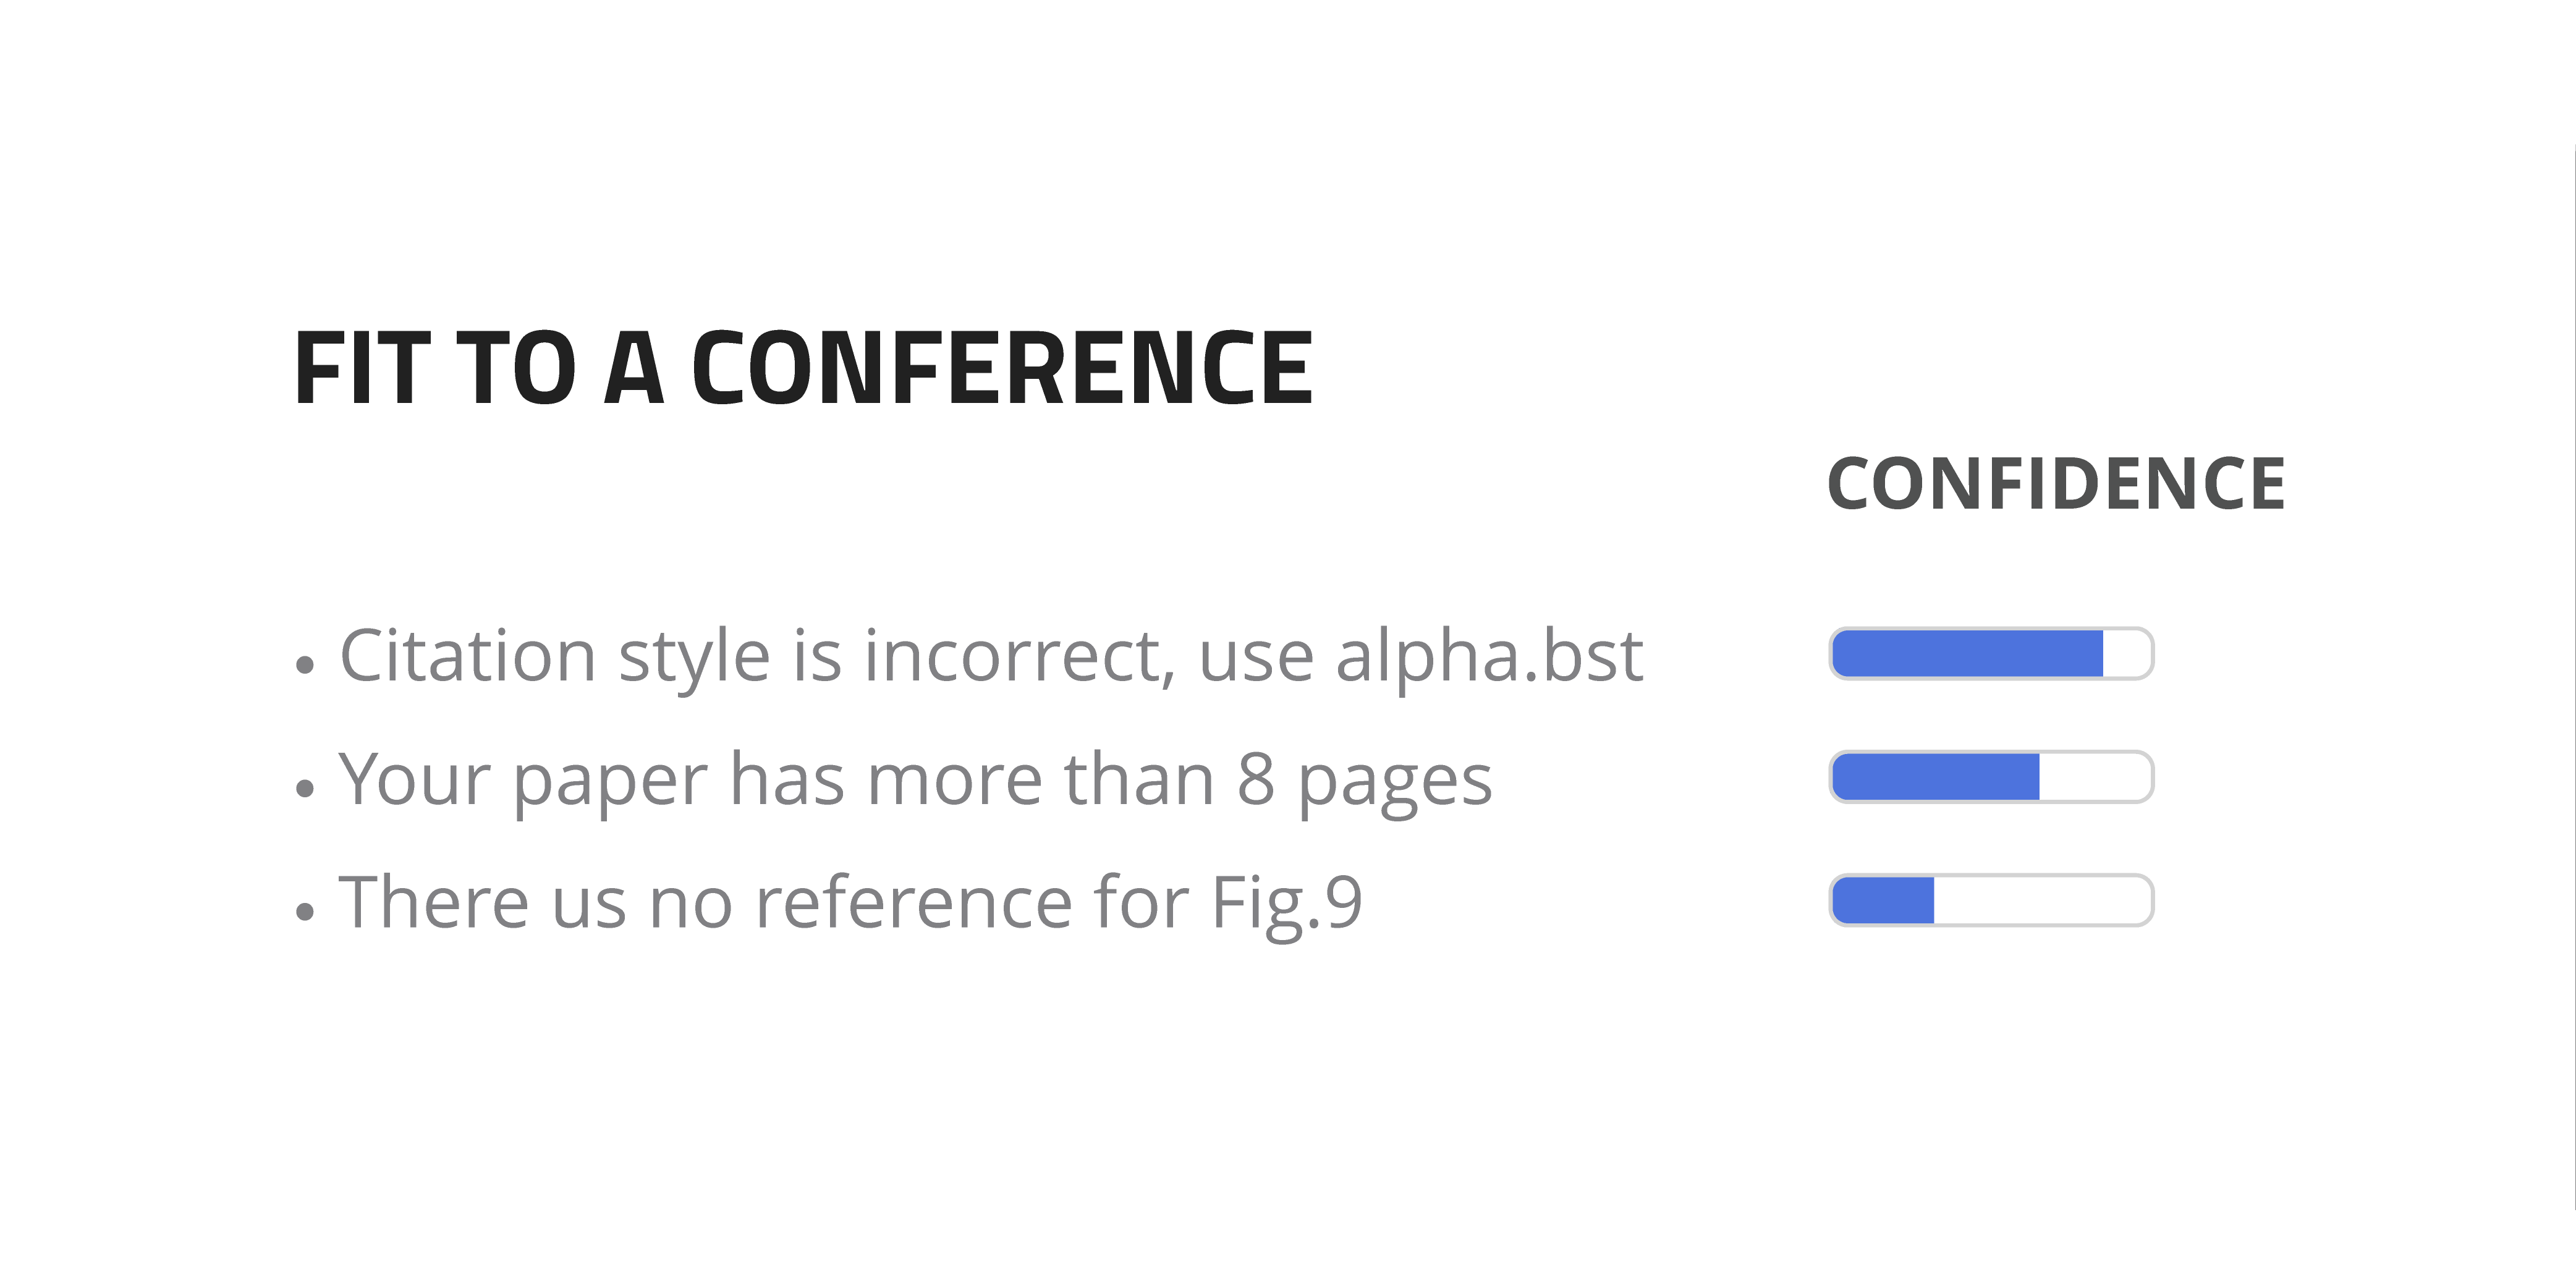 FIT TO A CONFERENCE
CONFIDENCE
• Citation style is incorrect, use alpha.bst
• Your paper has more than 8 pages
• There us no reference for Fig.9